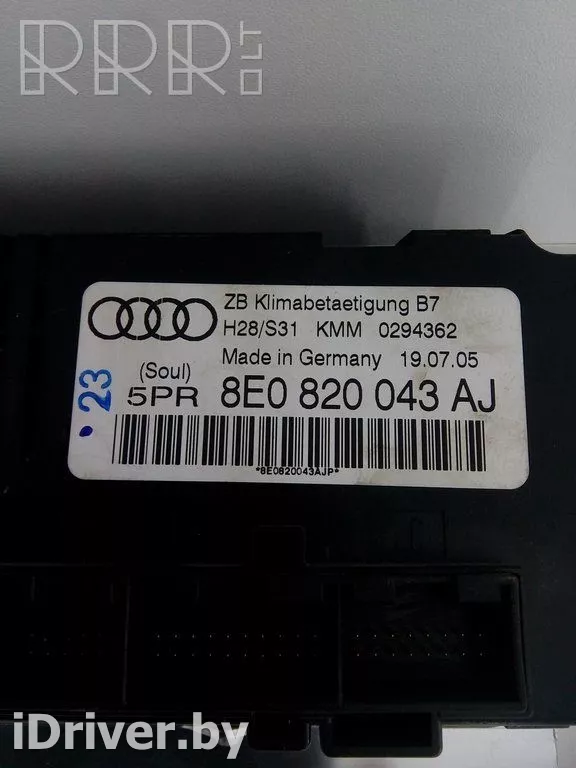 RRR.LT
ZB Klimabetaetigung B7
H28/S31 KMM 0294362
Made in Germany 19.07.05
(Soul)
5PR 8E0 820 043 AJ
*8E0820043AJP*
23
iDriver.by